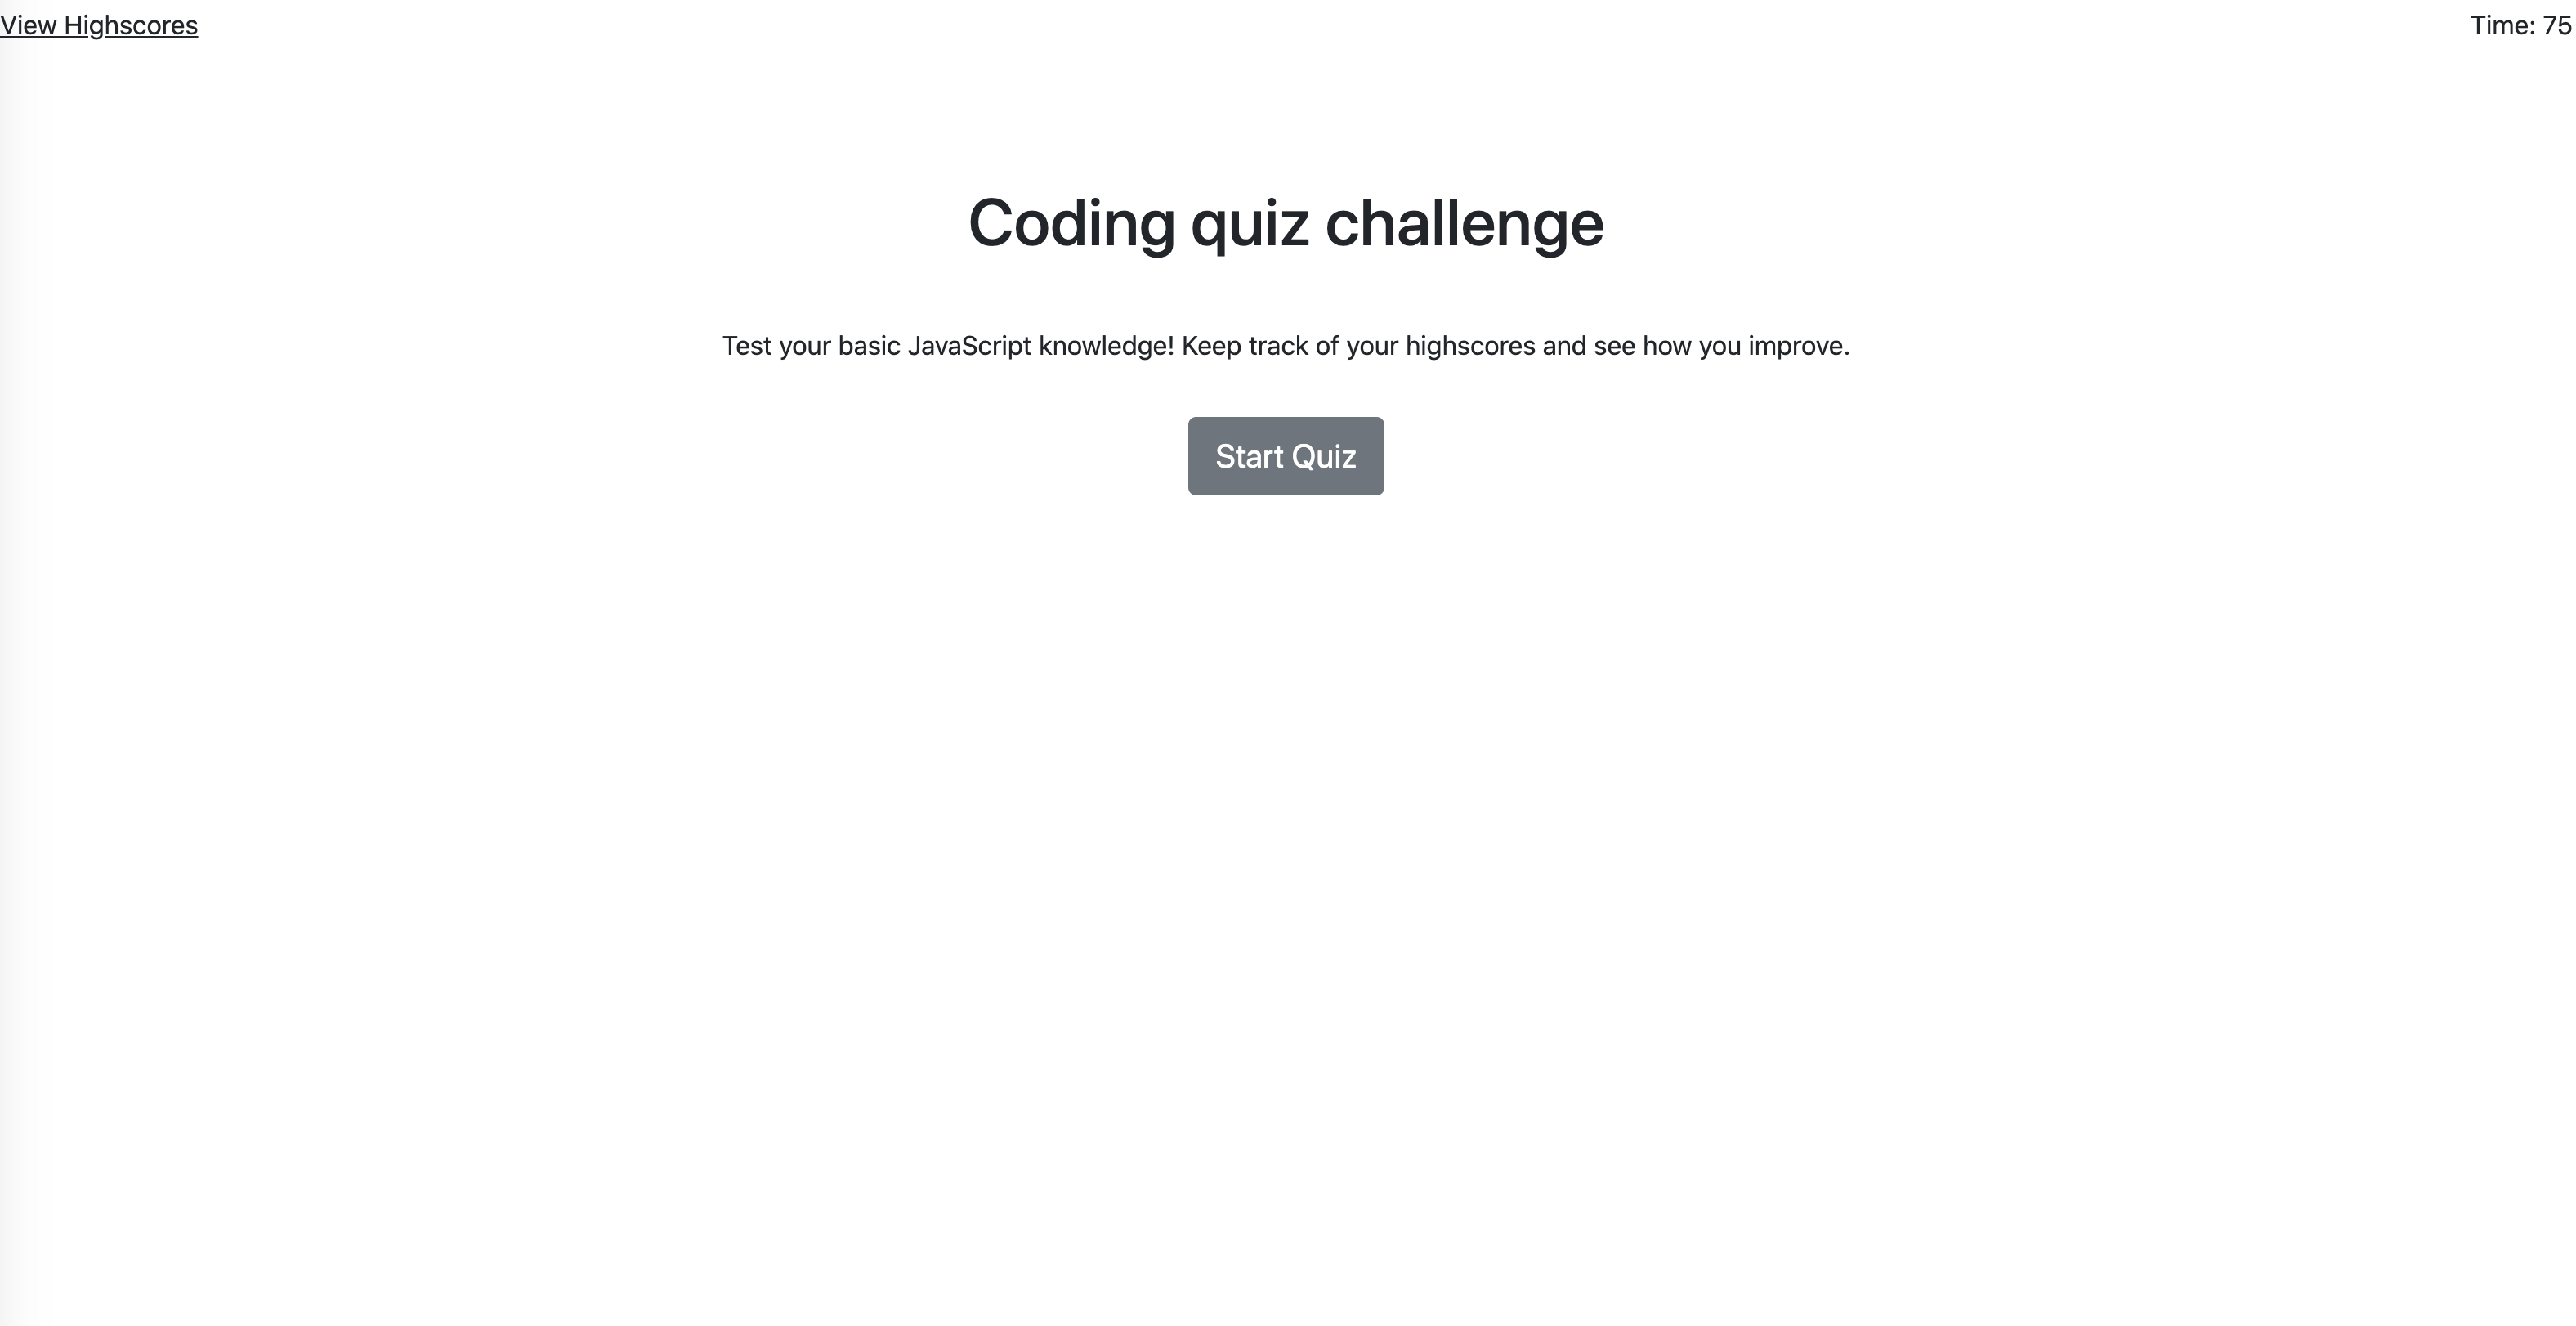 View Highscores
Time: 75
Coding quiz challenge
Test your basic JavaScript knowledge! Keep track of your highscores and see how you improve.
Start Quiz